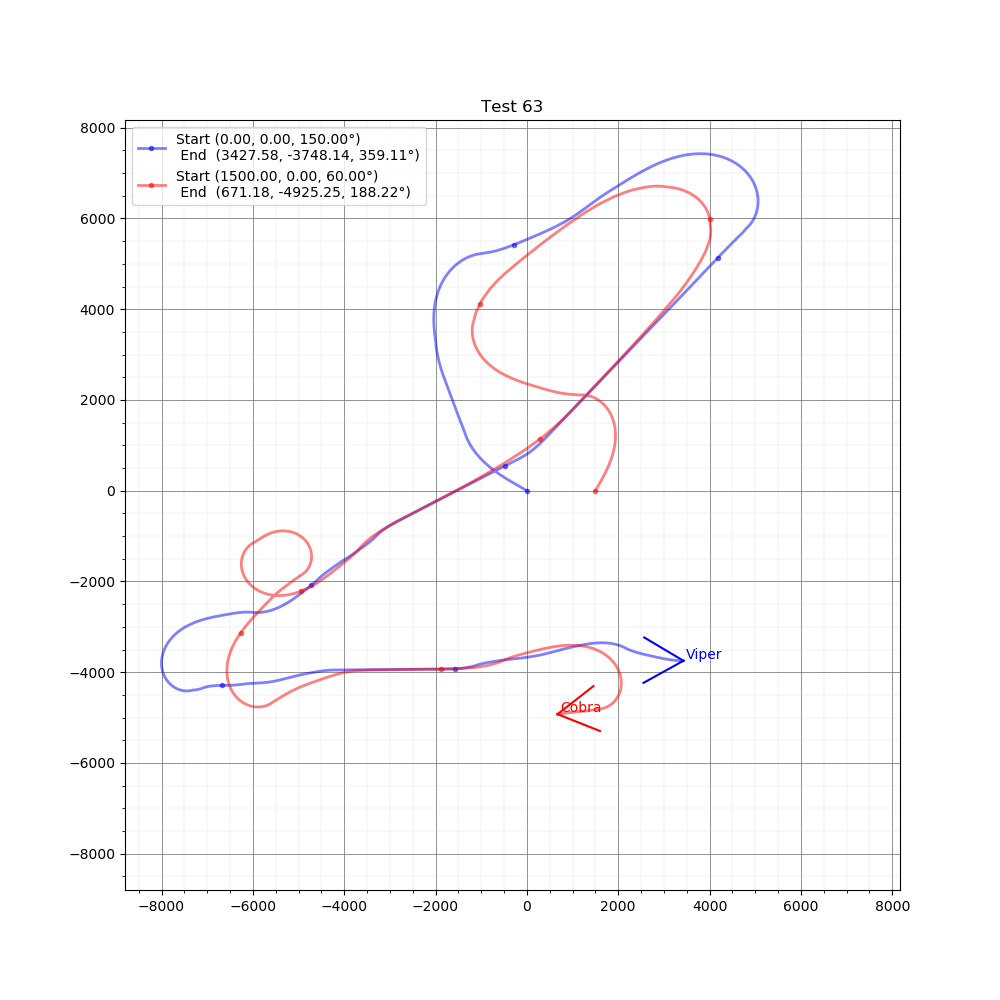 Test 63
Start (0.00, 0.00, 150.00°)
End (3427.58, -3748.14, 359.11°)
Start (1500.00, 0.00, 60.00°)
End (671.18, -4925.25, 188.22°)
8000
6000
4000
2000
0
−2000
−4000
−6000
−8000
Viper
Cobra
−8000 −6000 −4000 −2000 0 2000 4000 6000 8000